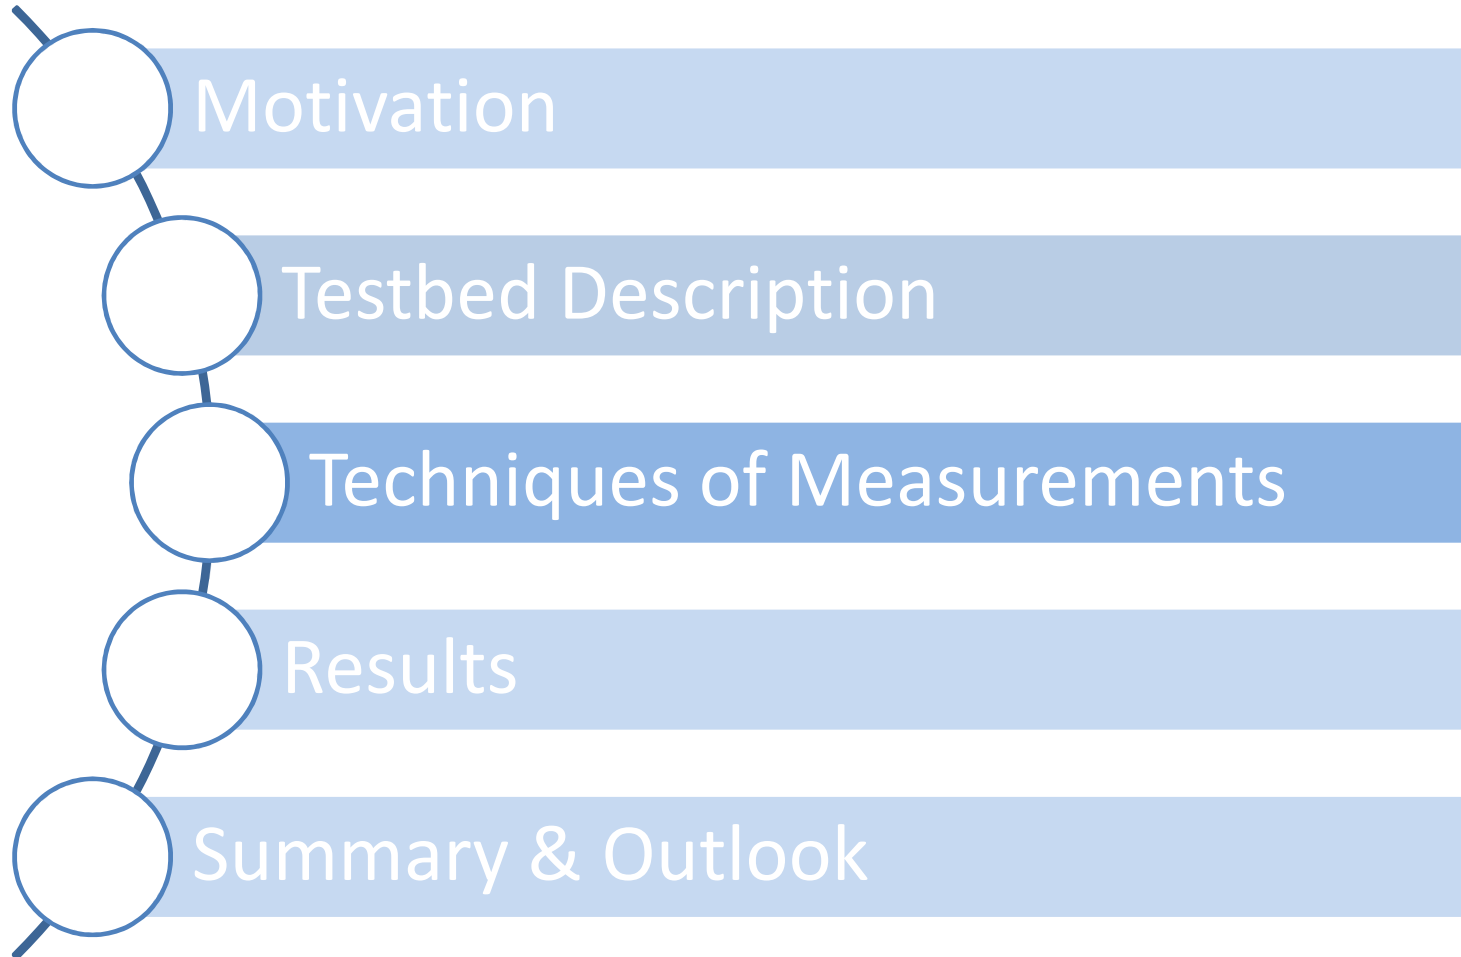 Motivation
Testbed Description
Techniques of Measurements
Results
Summary & Outlook